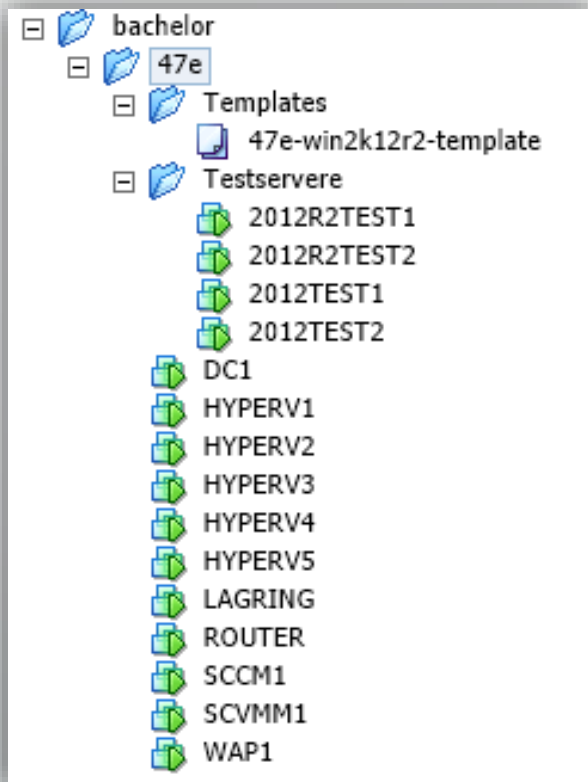 bachelor
47e
Templates
47e-win2k12r2-template
Testservere
2012R2TEST1
2012R2TEST2
2012TEST1
2012TEST2
DC1
HYPERV1
HYPERV2
HYPERV3
HYPERV4
HYPERV5
LAGRING
ROUTER
SCCM1
SCVMM1
WAP1